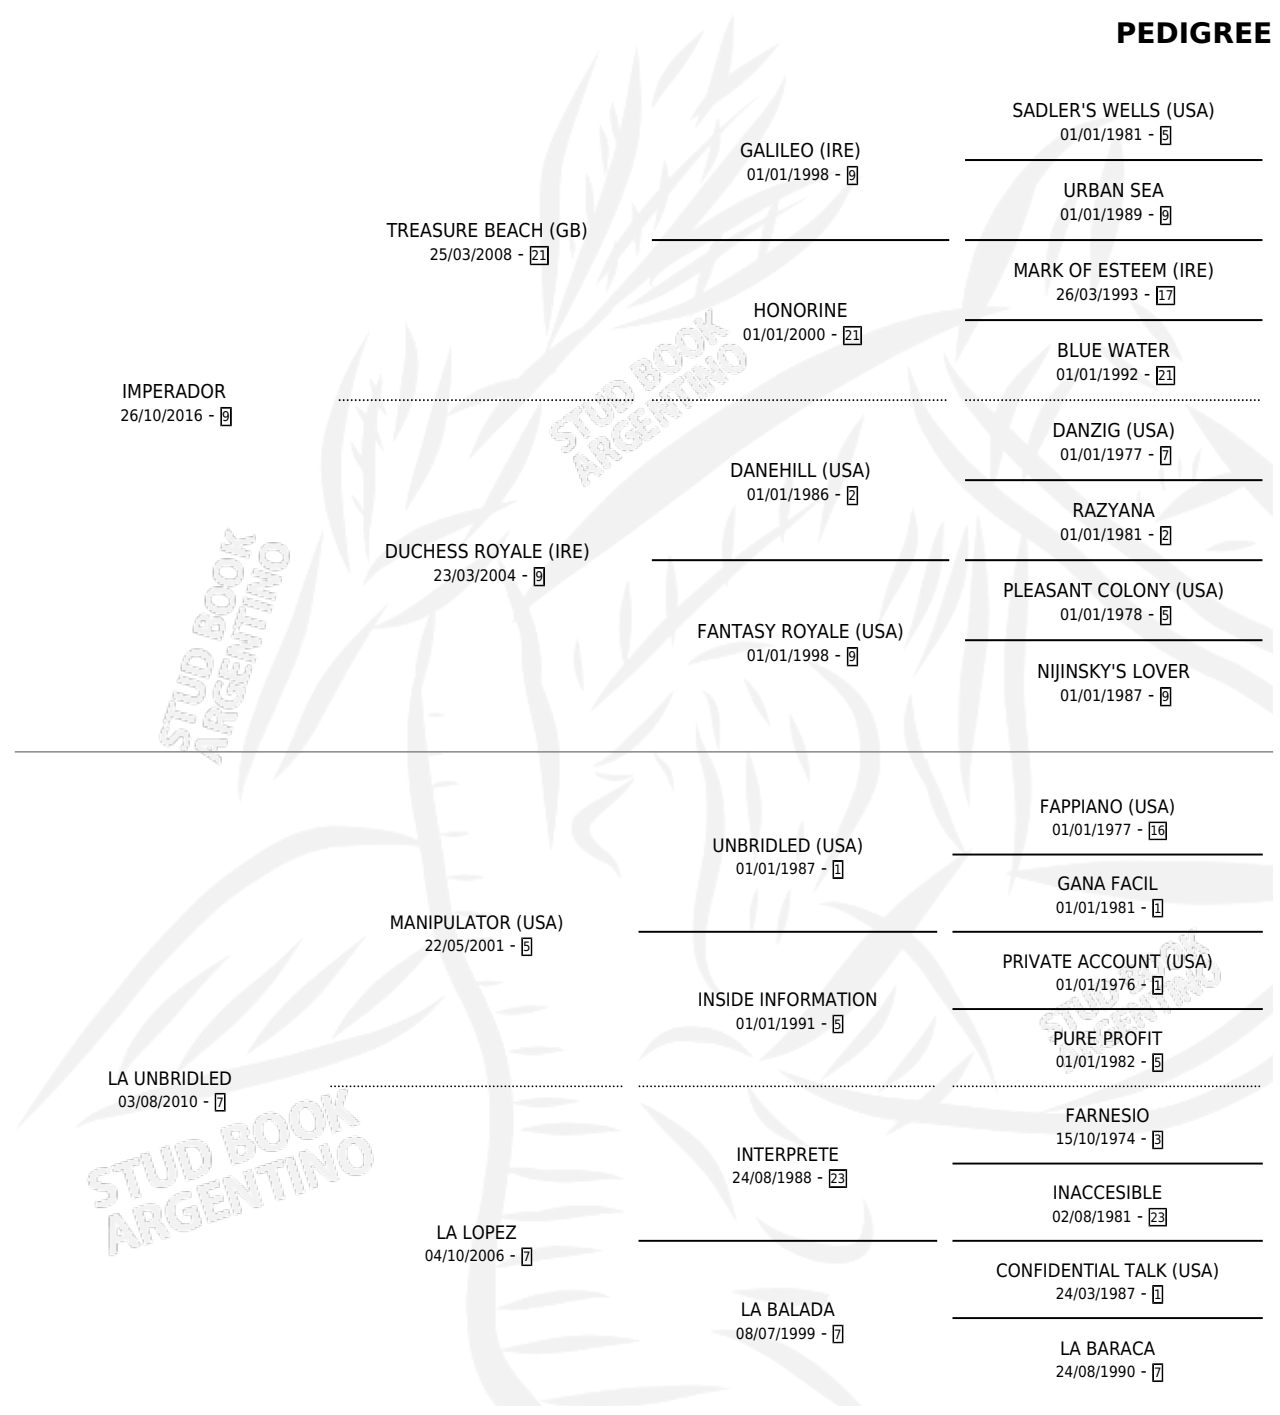 PEDIGREE
SADLER'S WELLS (USA)
01/01/1981 - 5
GALILEO (IRE)
01/01/1998 - 9
URBAN SEA
01/01/1989 - 9
TREASURE BEACH (GB)
25/03/2008 - 21
MARK OF ESTEEM (IRE)
26/03/1993 - 17
HONORINE
01/01/2000 - 21
BLUE WATER
01/01/1992 - 21
IMPERADOR
26/10/2016 - 9
STUD BOOK
ARGENTINO
DANZIG (USA)
01/01/1977 - 7
DANEHILL (USA)
01/01/1986 - 2
RAZYANA
01/01/1981 - 2
DUCHESS ROYALE (IRE)
23/03/2004 - 9
PLEASANT COLONY (USA)
01/01/1978 - 5
FANTASY ROYALE (USA)
01/01/1998 - 9
NIJINSKY'S LOVER
01/01/1987 - 9
STUD BOOK
ARGENTINO
FAPPIANO (USA)
01/01/1977 - 16
UNBRIDLED (USA)
01/01/1987 - 1
GANA FACIL
01/01/1981 - 1
MANIPULATOR (USA)
22/05/2001 - 5
PRIVATE ACCOUNT (USA)
01/01/1976 - 1
INSIDE INFORMATION
01/01/1991 - 5
STUD BOOK
ARGENTINO
PURE PROFIT
01/01/1982 - 5
LA UNBRIDLED
03/08/2010 - 7
STUD BOOK
ARGENTINO
FARNESIO
15/10/1974 - 3
INTERPRETE
24/08/1988 - 23
INACCESIBLE
02/08/1981 - 23
LA LOPEZ
04/10/2006 - 7
CONFIDENTIAL TALK (USA)
24/03/1987 - 1
LA BALADA
08/07/1999 - 7
LA BARACA
24/08/1990 - 7